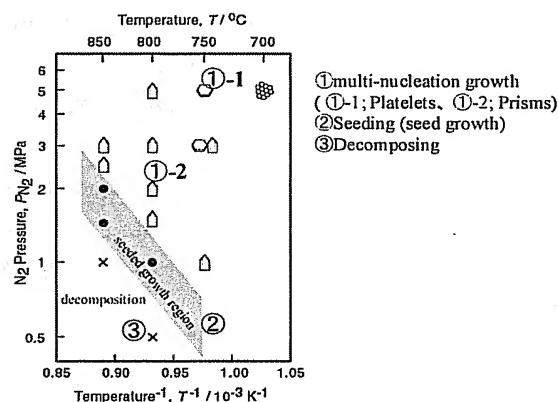 Temperature, T / °C
850 800 750 700
N2 Pressure, PN2 / MPa
6
5
4
3
2
1
0.5
①-1
①-2
seeded growth region
decomposition
③
②
0.85 0.90 0.95 1.00 1.05
Temperature-1, T-1 / 10-3 K-1
①multi-nucleation growth
( ①-1; Platelets、①-2; Prisms)
②Seeding (seed growth)
③Decomposing